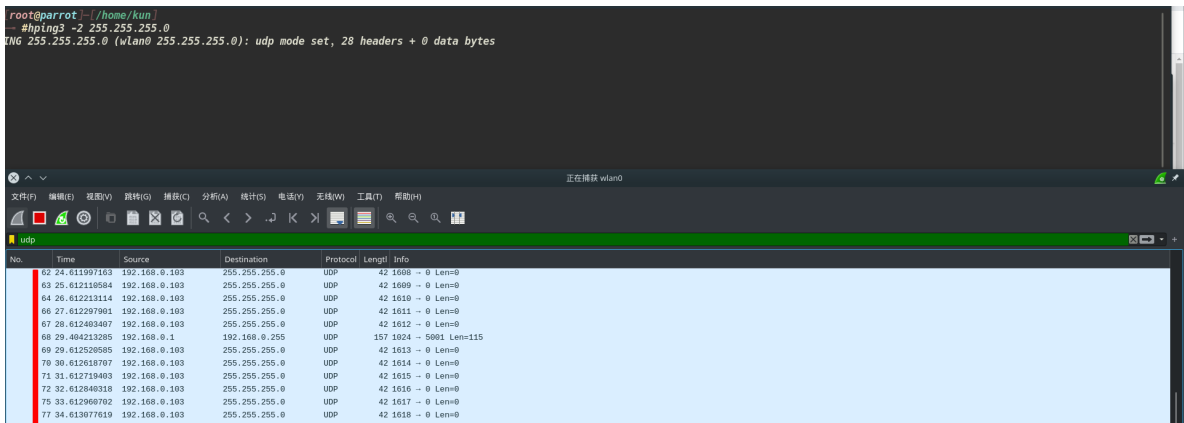 [root@parrot]-[/home/kun]
#hping3 -2 255.255.255.0
ING 255.255.255.0 (wlan0 255.255.255.0): udp mode set, 28 headers + 0 data bytes
正在捕获 wlan0
文件(F) 编辑(E) 视图(V) 跳转(G) 捕获(C) 分析(A) 统计(S) 电话(Y) 无线(W) 工具(T) 帮助(H)
udp
No. Time Source Destination Protocol Lengtl Info
62 24.611997163 192.168.0.103 255.255.255.0 UDP 42 1608 → 0 Len=0
63 25.612110584 192.168.0.103 255.255.255.0 UDP 42 1609 → 0 Len=0
64 26.612213114 192.168.0.103 255.255.255.0 UDP 42 1610 → 0 Len=0
66 27.612297901 192.168.0.103 255.255.255.0 UDP 42 1611 → 0 Len=0
67 28.612403407 192.168.0.103 255.255.255.0 UDP 42 1612 → 0 Len=0
68 29.404213285 192.168.0.1 192.168.0.255 UDP 157 1024 → 5001 Len=115
69 29.612520585 192.168.0.103 255.255.255.0 UDP 42 1613 → 0 Len=0
70 30.612618707 192.168.0.103 255.255.255.0 UDP 42 1614 → 0 Len=0
71 31.612719403 192.168.0.103 255.255.255.0 UDP 42 1615 → 0 Len=0
72 32.612840318 192.168.0.103 255.255.255.0 UDP 42 1616 → 0 Len=0
75 33.612960702 192.168.0.103 255.255.255.0 UDP 42 1617 → 0 Len=0
77 34.613077619 192.168.0.103 255.255.255.0 UDP 42 1618 → 0 Len=0